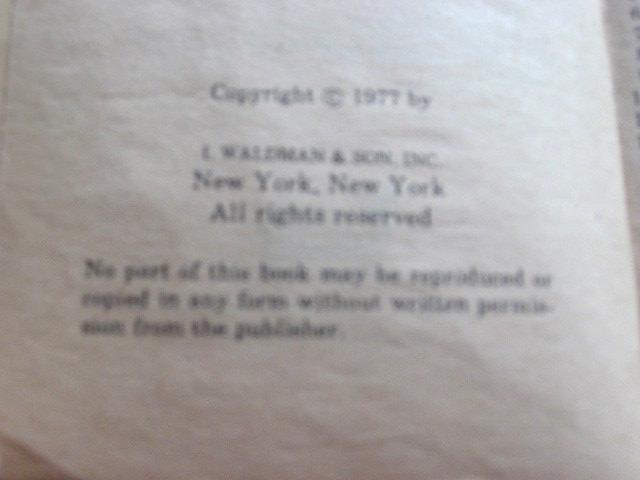 Copyright © 1977 by
I. WALDMAN & SON, INC.
New York, New York
All rights reserved
No part of this book may be reproduced or
copied in any form without written permis-
sion from the publisher.